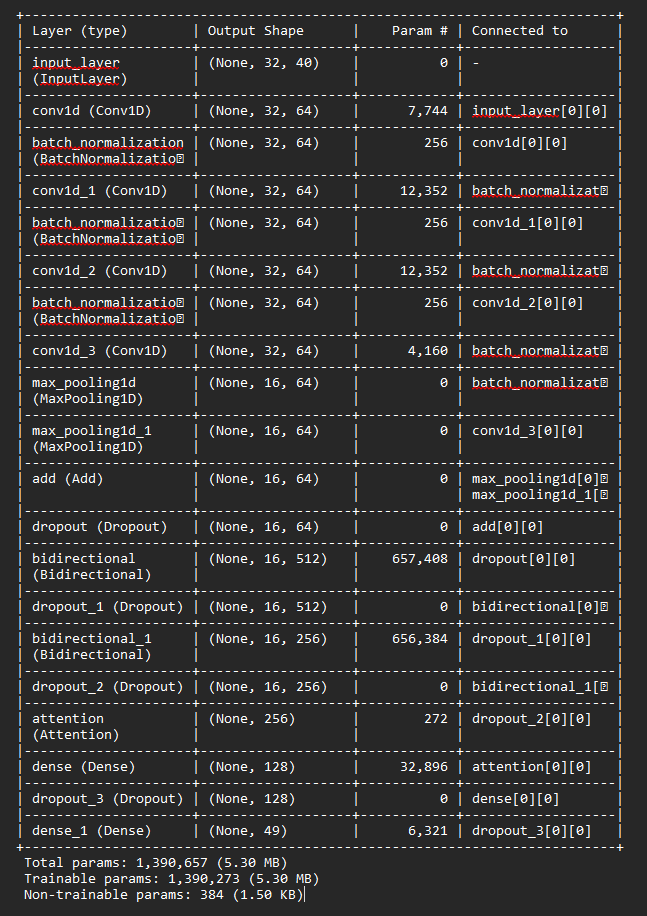 +---------------------+-------------------+------------+-------------------+
| Layer (type)        | Output Shape      |    Param # | Connected to      |
|---------------------+-------------------+------------+-------------------|
| input_layer         | (None, 32, 40)    |          0 | -                 |
| (InputLayer)        |                   |            |                   |
|---------------------+-------------------+------------+-------------------|
| conv1d (Conv1D)     | (None, 32, 64)    |      7,744 | input_layer[0][0] |
|---------------------+-------------------+------------+-------------------|
| batch_normalization | (None, 32, 64)    |        256 | conv1d[0][0]      |
| (BatchNormalizatio⍰ |                   |            |                   |
|---------------------+-------------------+------------+-------------------|
| conv1d_1 (Conv1D)   | (None, 32, 64)    |     12,352 | batch_normalizat⍰ |
|---------------------+-------------------+------------+-------------------|
| batch_normalizatio⍰ | (None, 32, 64)    |        256 | conv1d_1[0][0]    |
| (BatchNormalizatio⍰ |                   |            |                   |
|---------------------+-------------------+------------+-------------------|
| conv1d_2 (Conv1D)   | (None, 32, 64)    |     12,352 | batch_normalizat⍰ |
|---------------------+-------------------+------------+-------------------|
| batch_normalizatio⍰ | (None, 32, 64)    |        256 | conv1d_2[0][0]    |
| (BatchNormalizatio⍰ |                   |            |                   |
|---------------------+-------------------+------------+-------------------|
| conv1d_3 (Conv1D)   | (None, 32, 64)    |      4,160 | batch_normalizat⍰ |
|---------------------+-------------------+------------+-------------------|
| max_pooling1d       | (None, 16, 64)    |          0 | batch_normalizat⍰ |
| (MaxPooling1D)      |                   |            |                   |
|---------------------+-------------------+------------+-------------------|
| max_pooling1d_1     | (None, 16, 64)    |          0 | conv1d_3[0][0]    |
| (MaxPooling1D)      |                   |            |                   |
|---------------------+-------------------+------------+-------------------|
| add (Add)           | (None, 16, 64)    |          0 | max_pooling1d[0]⍰ |
|                     |                   |            | max_pooling1d_1[⍰ |
|---------------------+-------------------+------------+-------------------|
| dropout (Dropout)   | (None, 16, 64)    |          0 | add[0][0]         |
|---------------------+-------------------+------------+-------------------|
| bidirectional       | (None, 16, 512)   |    657,408 | dropout[0][0]     |
| (Bidirectional)     |                   |            |                   |
|---------------------+-------------------+------------+-------------------|
| dropout_1 (Dropout) | (None, 16, 512)   |          0 | bidirectional[0]⍰ |
|---------------------+-------------------+------------+-------------------|
| bidirectional_1     | (None, 16, 256)   |    656,384 | dropout_1[0][0]   |
| (Bidirectional)     |                   |            |                   |
|---------------------+-------------------+------------+-------------------|
| dropout_2 (Dropout) | (None, 16, 256)   |          0 | bidirectional_1[⍰ |
|---------------------+-------------------+------------+-------------------|
| attention           | (None, 256)       |        272 | dropout_2[0][0]   |
| (Attention)         |                   |            |                   |
|---------------------+-------------------+------------+-------------------|
| dense (Dense)       | (None, 128)       |     32,896 | attention[0][0]   |
|---------------------+-------------------+------------+-------------------|
| dropout_3 (Dropout) | (None, 128)       |          0 | dense[0][0]       |
|---------------------+-------------------+------------+-------------------|
| dense_1 (Dense)     | (None, 49)        |      6,321 | dropout_3[0][0]   |
+---------------------+-------------------+------------+-------------------+
Total params: 1,390,657 (5.30 MB)
Trainable params: 1,390,273 (5.30 MB)
Non-trainable params: 384 (1.50 KB)